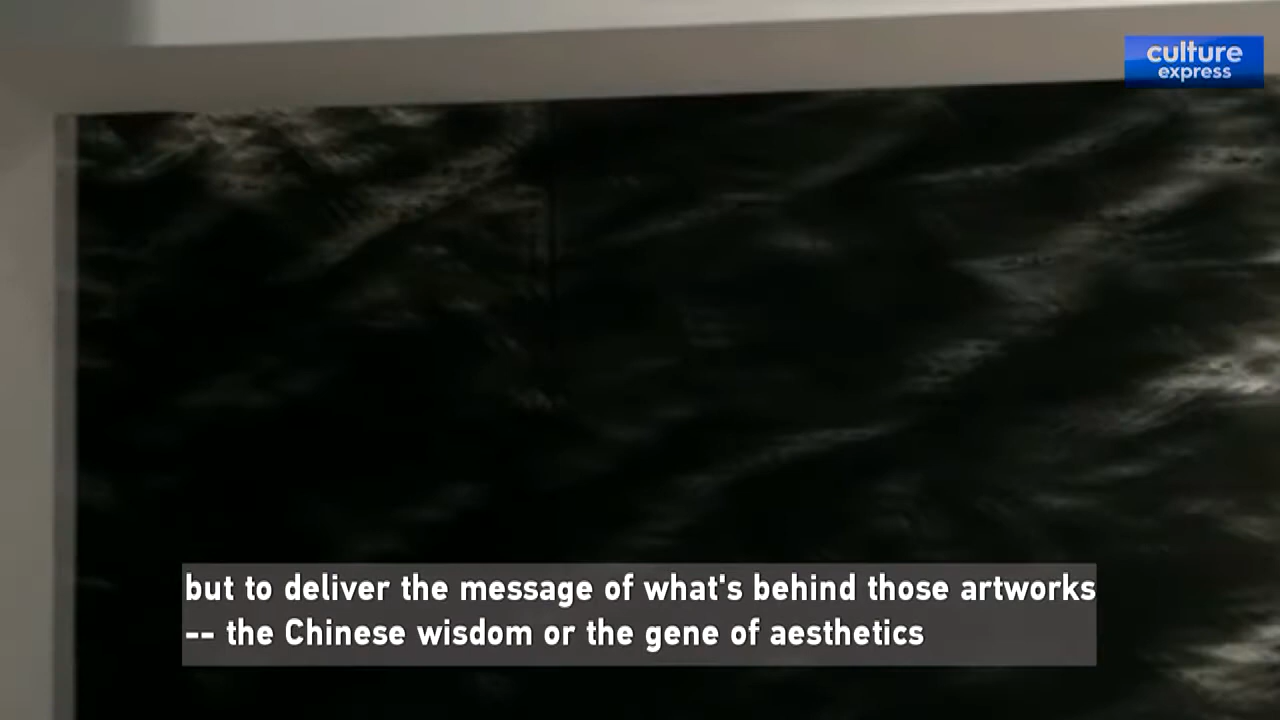 culture
express
but to deliver the message of what's behind those artworks
-- the Chinese wisdom or the gene of aesthetics